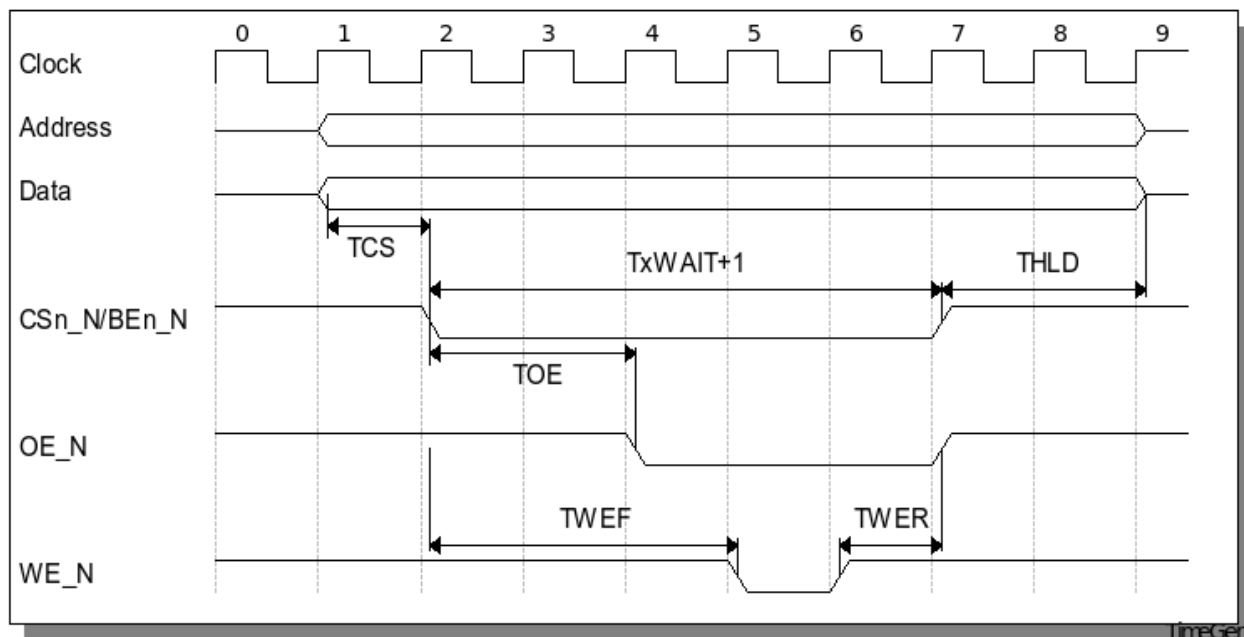 0 1 2 3 4 5 6 7 8 9
Clock
Address
Data
TCS
TxWAIT+1
THLD
CSn_N/BEn_N
TOE
OE_N
TWEF
TWER
WE_N